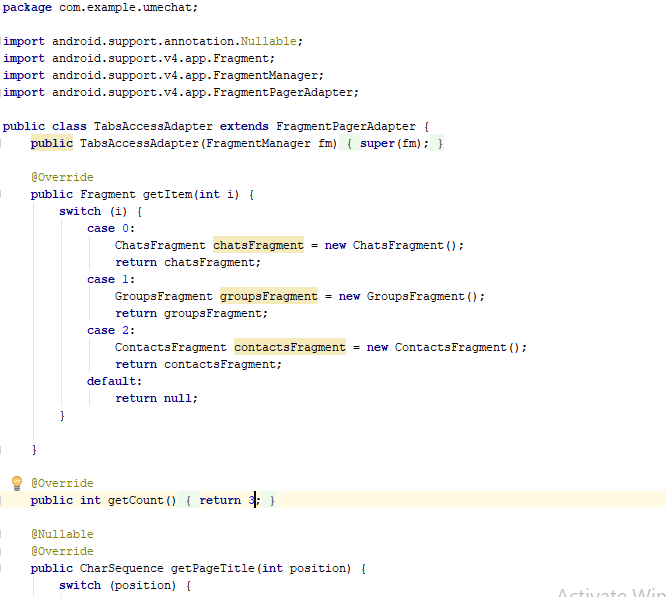 package com.example.umechat;
import android.support.annotation.Nullable;
import android.support.v4.app.Fragment;
import android.support.v4.app.FragmentManager;
import android.support.v4.app.FragmentPagerAdapter;
public class TabsAccessAdapter extends FragmentPagerAdapter {
public TabsAccessAdapter(FragmentManager fm) { super(fm); }
@Override
public Fragment getItem(int i) {
switch (i) {
case 0:
ChatsFragment chatsFragment = new ChatsFragment();
return chatsFragment;
case 1:
GroupsFragment groupsFragment = new GroupsFragment();
return groupsFragment;
case 2:
ContactsFragment contactsFragment = new ContactsFragment();
return contactsFragment;
default:
return null;
}
}
@Override
public int getCount() { return 3; }
@Nullable
@Override
public CharSequence getPageTitle(int position) {
switch (position) {
Activate Win